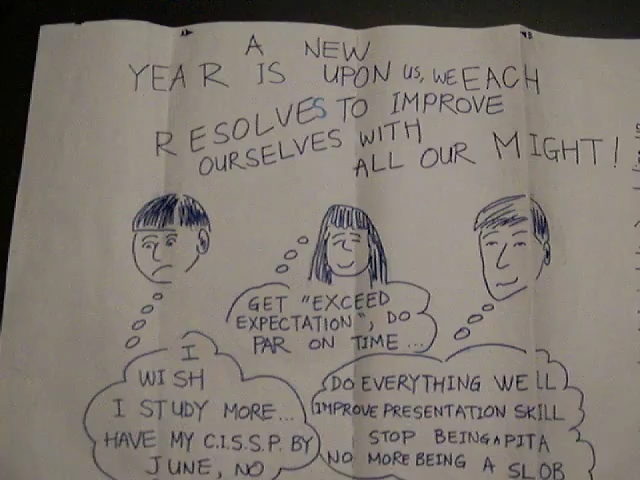 A NEW
YEAR IS UPON US, WE EACH
RESOLVES TO IMPROVE
OURSELVES WITH
ALL OUR MIGHT!
GET "EXCEED
EXPECTATION", DO
PAR ON TIME...
I
WISH
I STUDY MORE...
HAVE MY C.I.S.S.P. BY
JUNE, NO
DO EVERYTHING WELL
IMPROVE PRESENTATION SKILL
STOP BEING A PITA
NO MORE BEING A SLOB